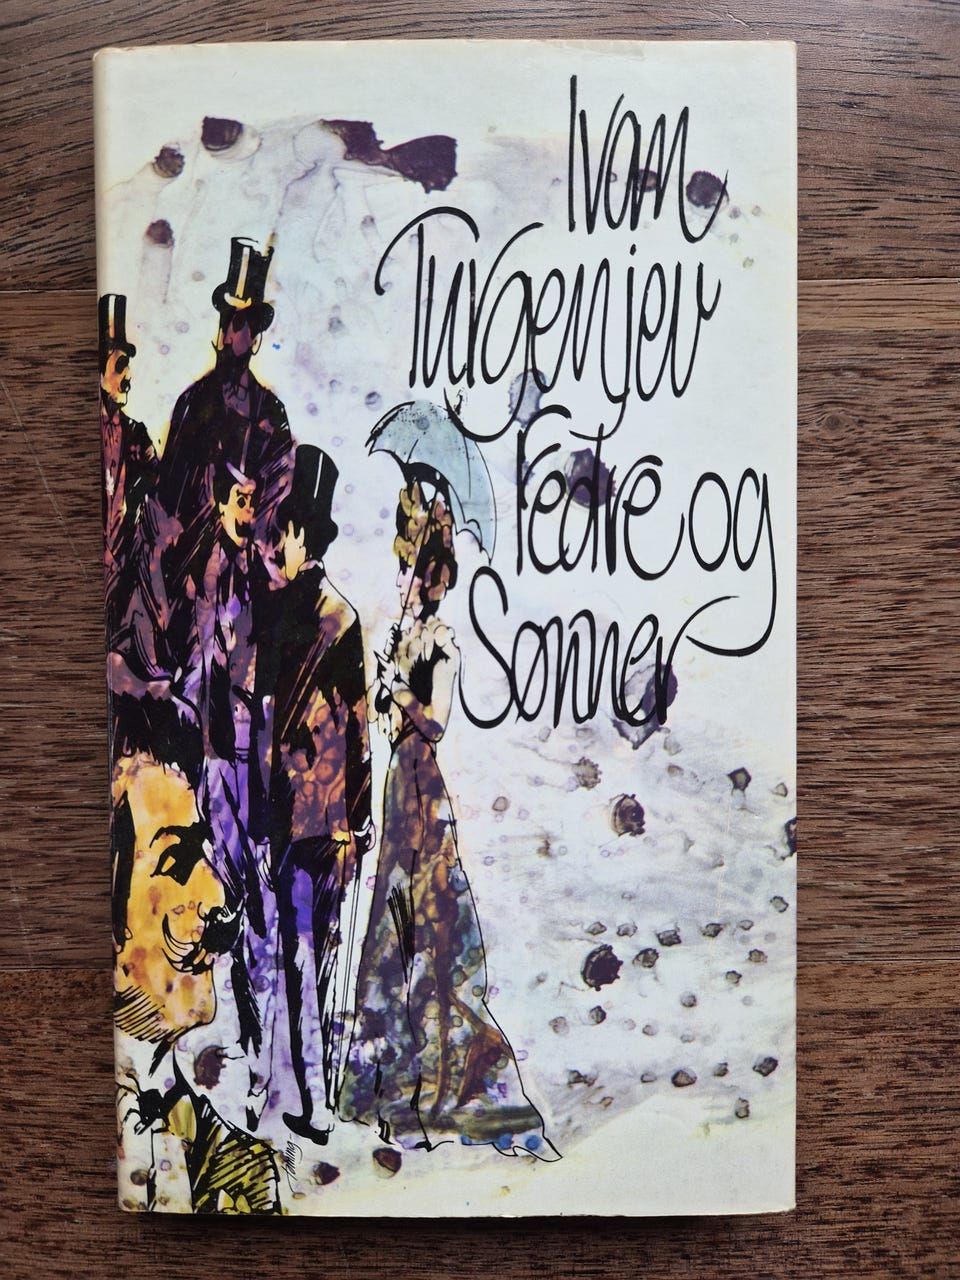 Ivan
Turgenjev
Fedre og
Sønner